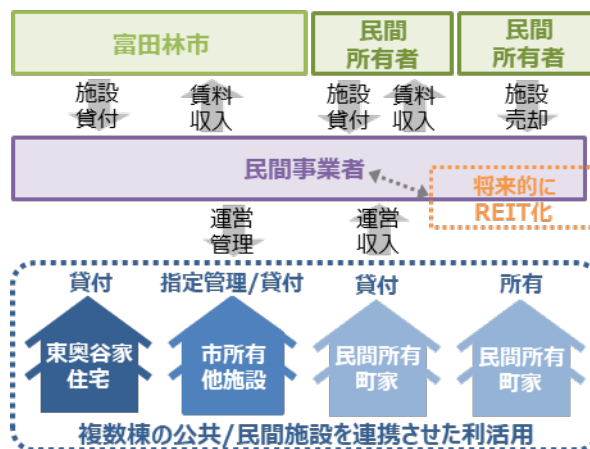 富田林市
民間
所有者
民間
所有者
施設
貸付
賃料
収入
施設
貸付
賃料
収入
施設
売却
民間事業者
将来的に
REIT化
運営
管理
運営
収入
貸付
指定管理/貸付
貸付
所有
東奥谷家
住宅
市所有
他施設
民間所有
町家
民間所有
町家
複数棟の公共/民間施設を連携させた利活用